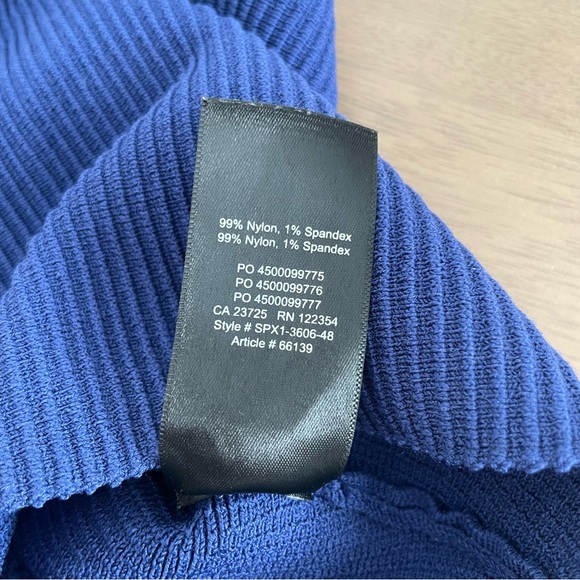 99% Nylon, 1% Spandex
99% Nylon, 1% Spandex
PO 4500099775
PO 4500099776
PO 4500099777
CA 23725 RN 122354
Style # SPX1-3606-48
Article # 66139